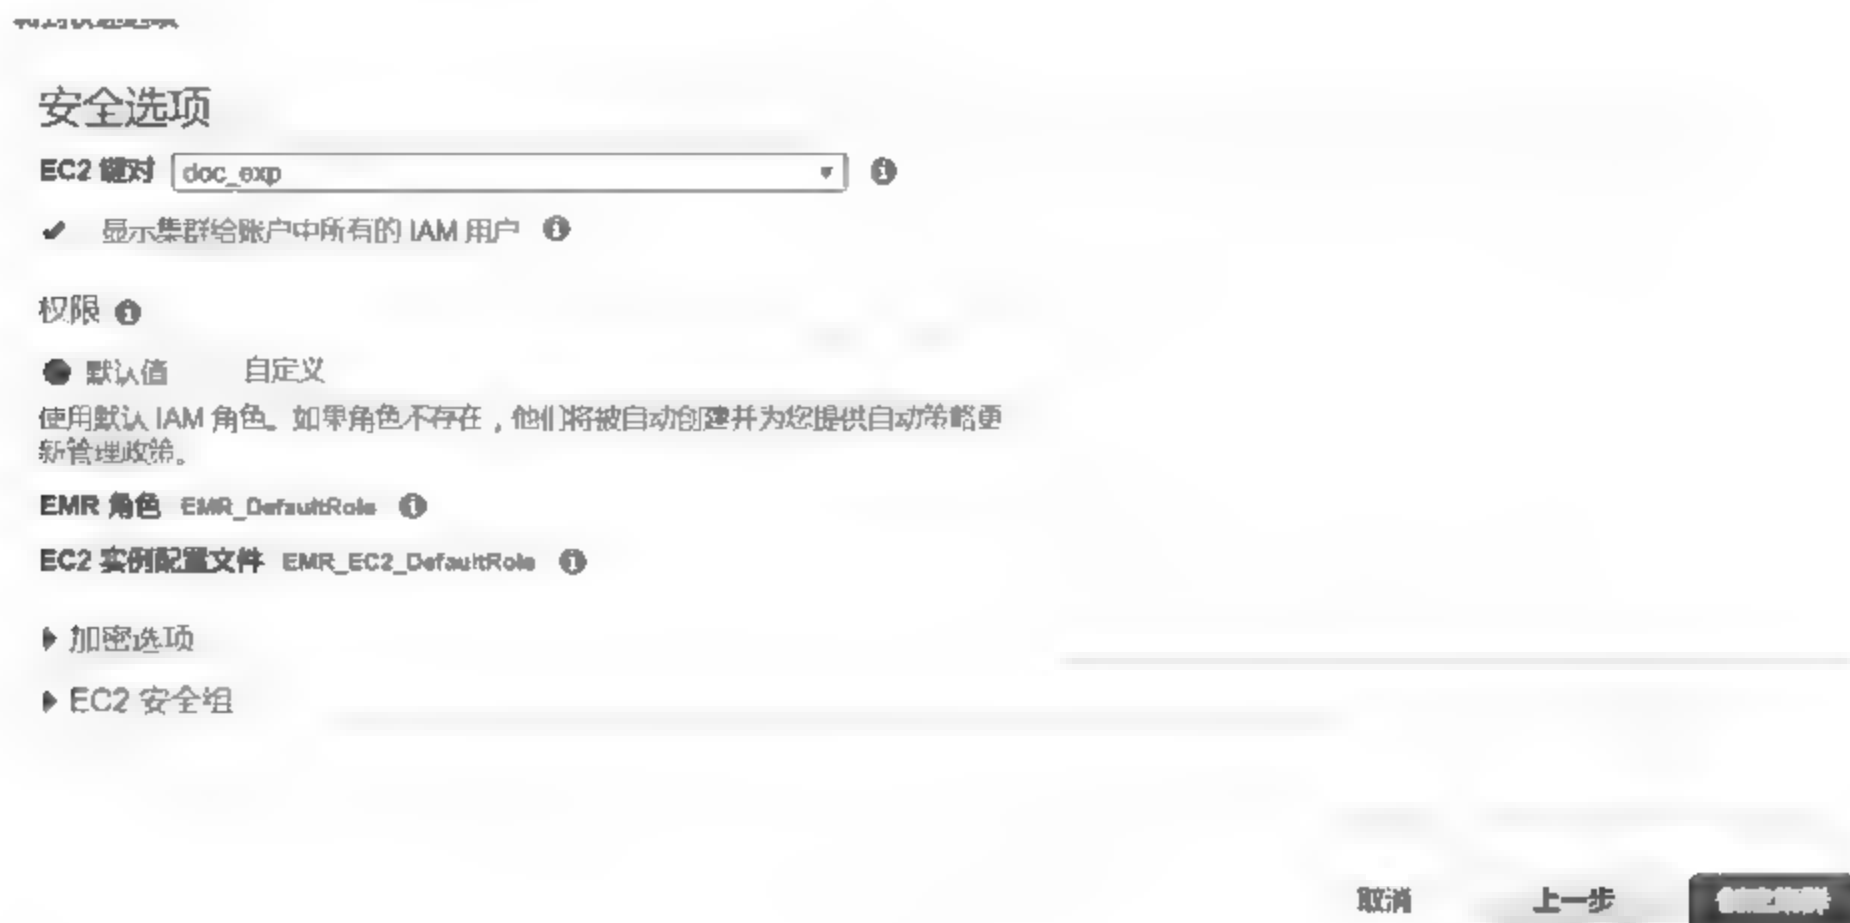 安全选项
EC2 键对 doc_exp
显示集群给账户中所有的 IAM 用户
权限
默认值 自定义
使用默认 IAM 角色。如果角色不存在，他们将被自动创建并为您提供自动策略更
新管理政策。
EMR 角色 EMR_DefaultRole
EC2 实例配置文件 EMR_EC2_DefaultRole
加密选项
EC2 安全组
取消 上一步